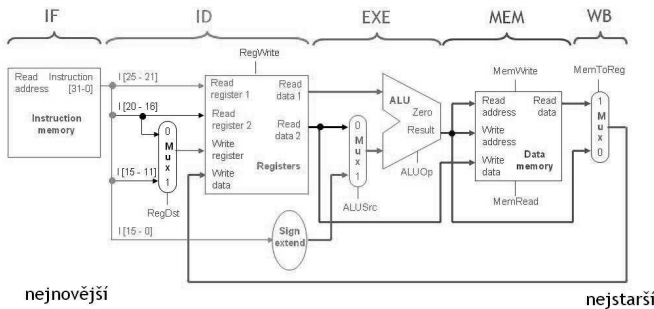 IF ID EXE MEM WB
RegWrite
MemWrite
MemToReg
Read address
Instruction [31-0]
Instruction memory
I [25 - 21]
I [20 - 16]
I [15 - 11]
I [15 - 0]
0
M
u
x
1
RegDst
Read register 1
Read register 2
Write register
Write data
Read data 1
Read data 2
Registers
Sign extend
0
M
u
x
1
ALUSrc
ALU
Zero
Result
ALUOp
Read address
Write address
Write data
Read data
Data memory
MemRead
1
M
u
x
0
nejnovější
nejstarší